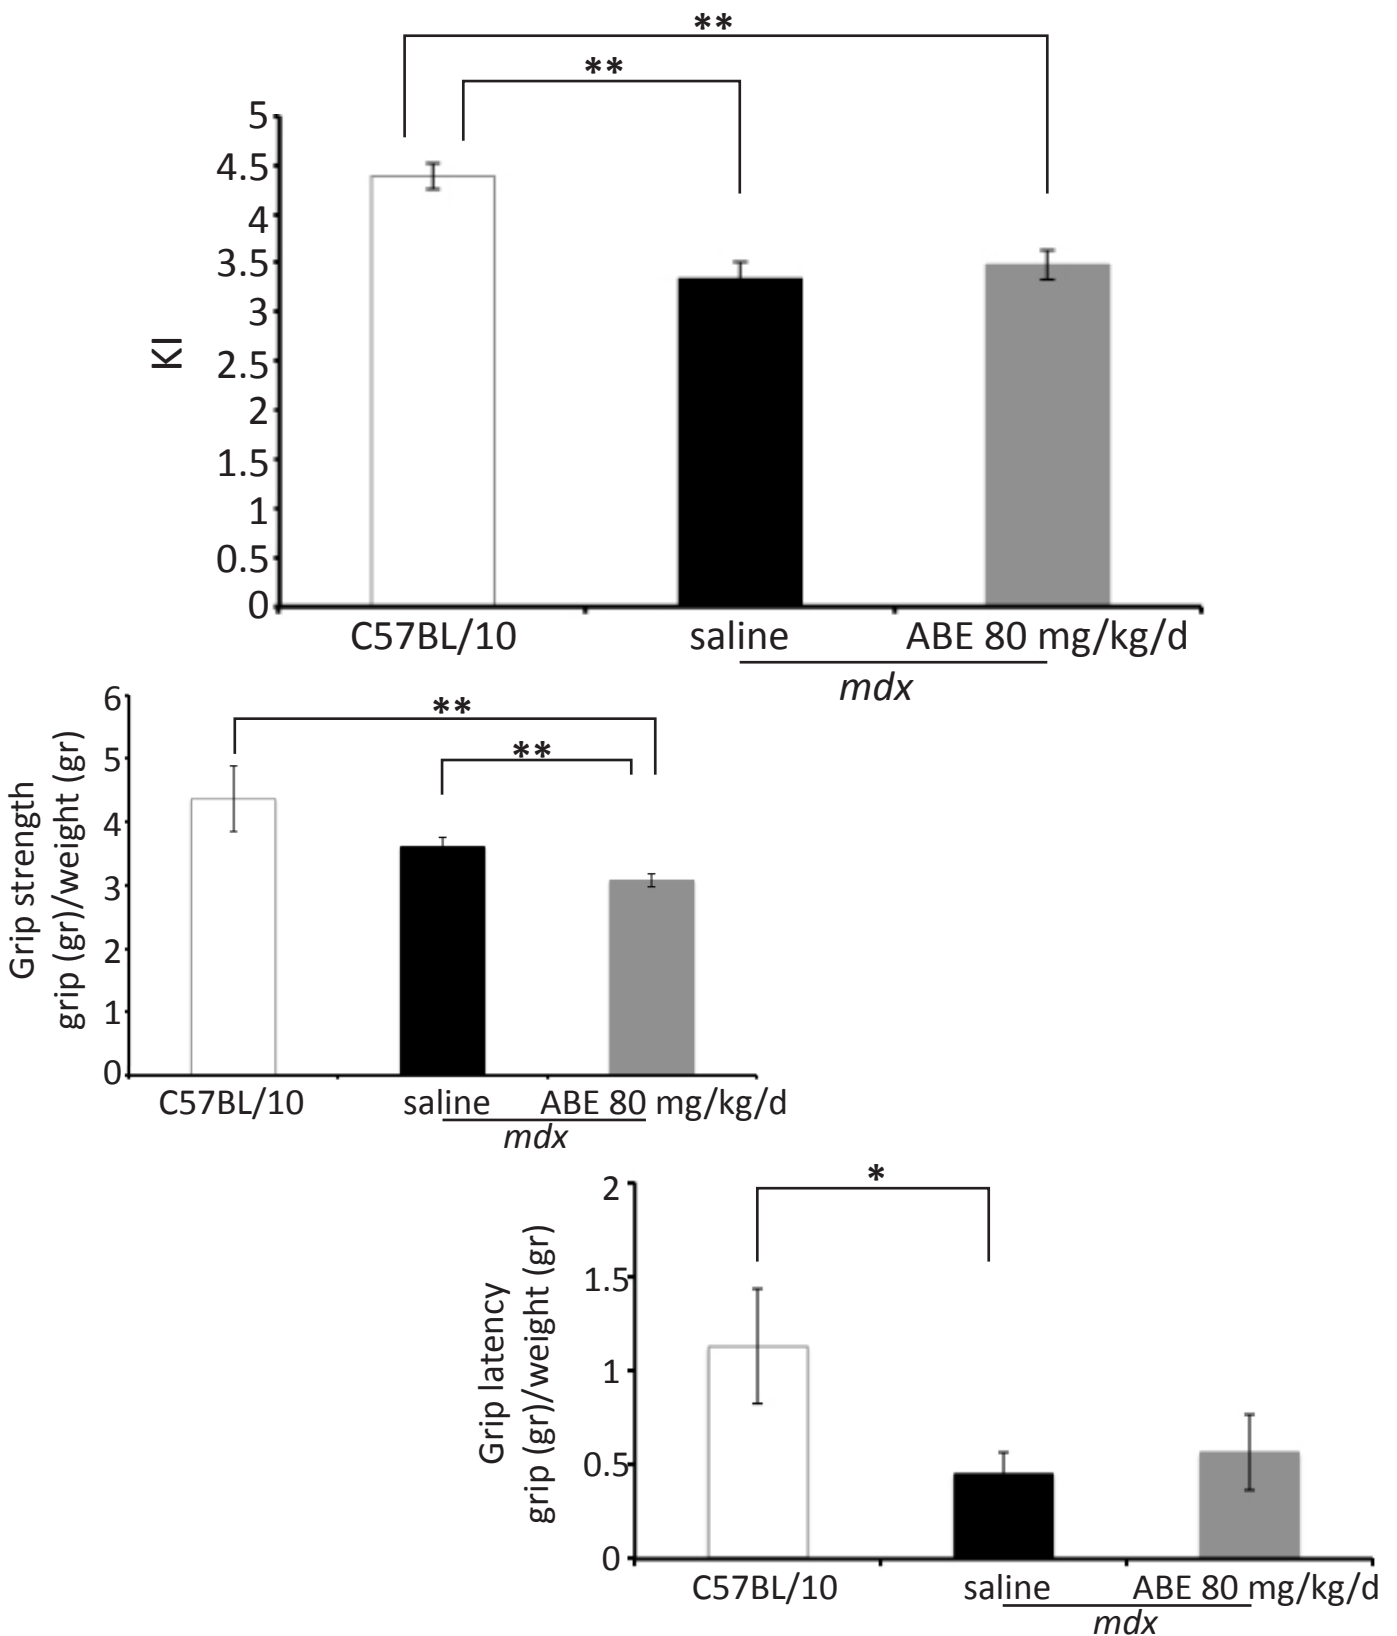 **
**
5
4.5
4
3.5
3
2.5
2
1.5
1
0.5
0
KI
C57BL/10 saline ABE 80 mg/kg/d
mdx
**
**
6
5
4
3
2
1
0
Grip strength
grip (gr)/weight (gr)
C57BL/10 saline ABE 80 mg/kg/d
mdx
*
2
1.5
1
0.5
0
Grip latency
grip (gr)/weight (gr)
C57BL/10 saline ABE 80 mg/kg/d
mdx